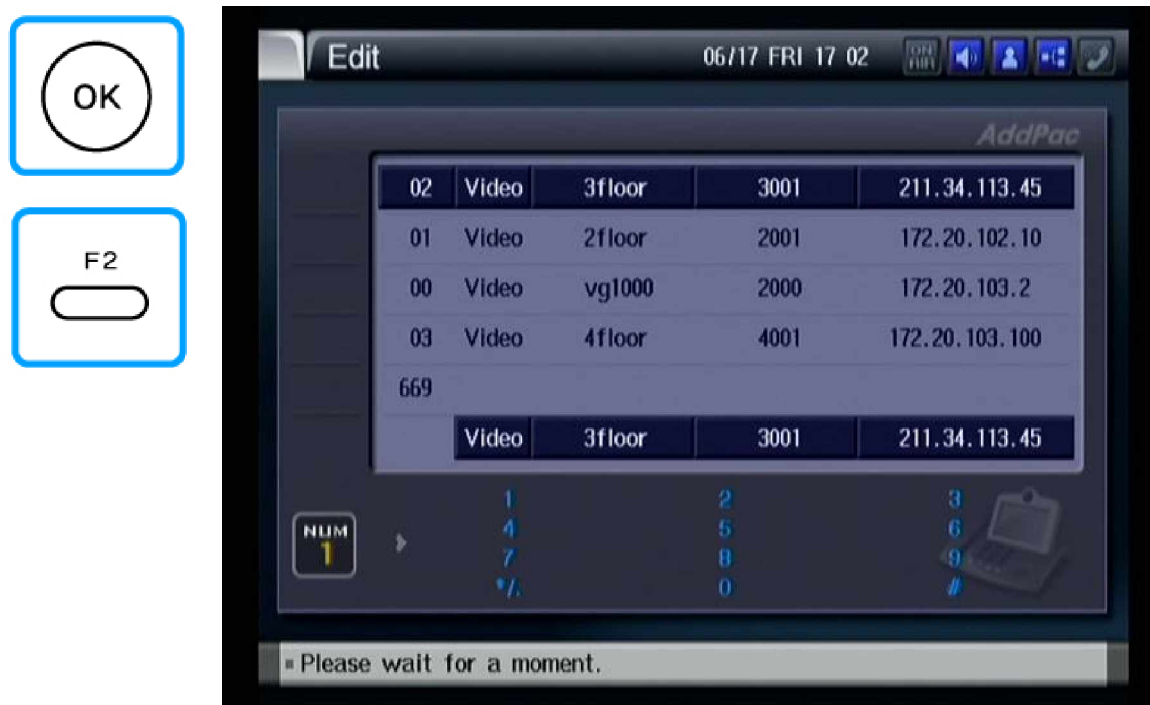 OK
F2
Edit 06/17 FRI 17 02 ON AIR
AddPac
02 Video 3floor 3001 211.34.113.45
01 Video 2floor 2001 172.20.102.10
00 Video vg1000 2000 172.20.103.2
03 Video 4floor 4001 172.20.103.100
669
Video 3floor 3001 211.34.113.45
NUM
1
1 2 3
4 5 6
7 8 9
*/. 0 #
Please wait for a moment.